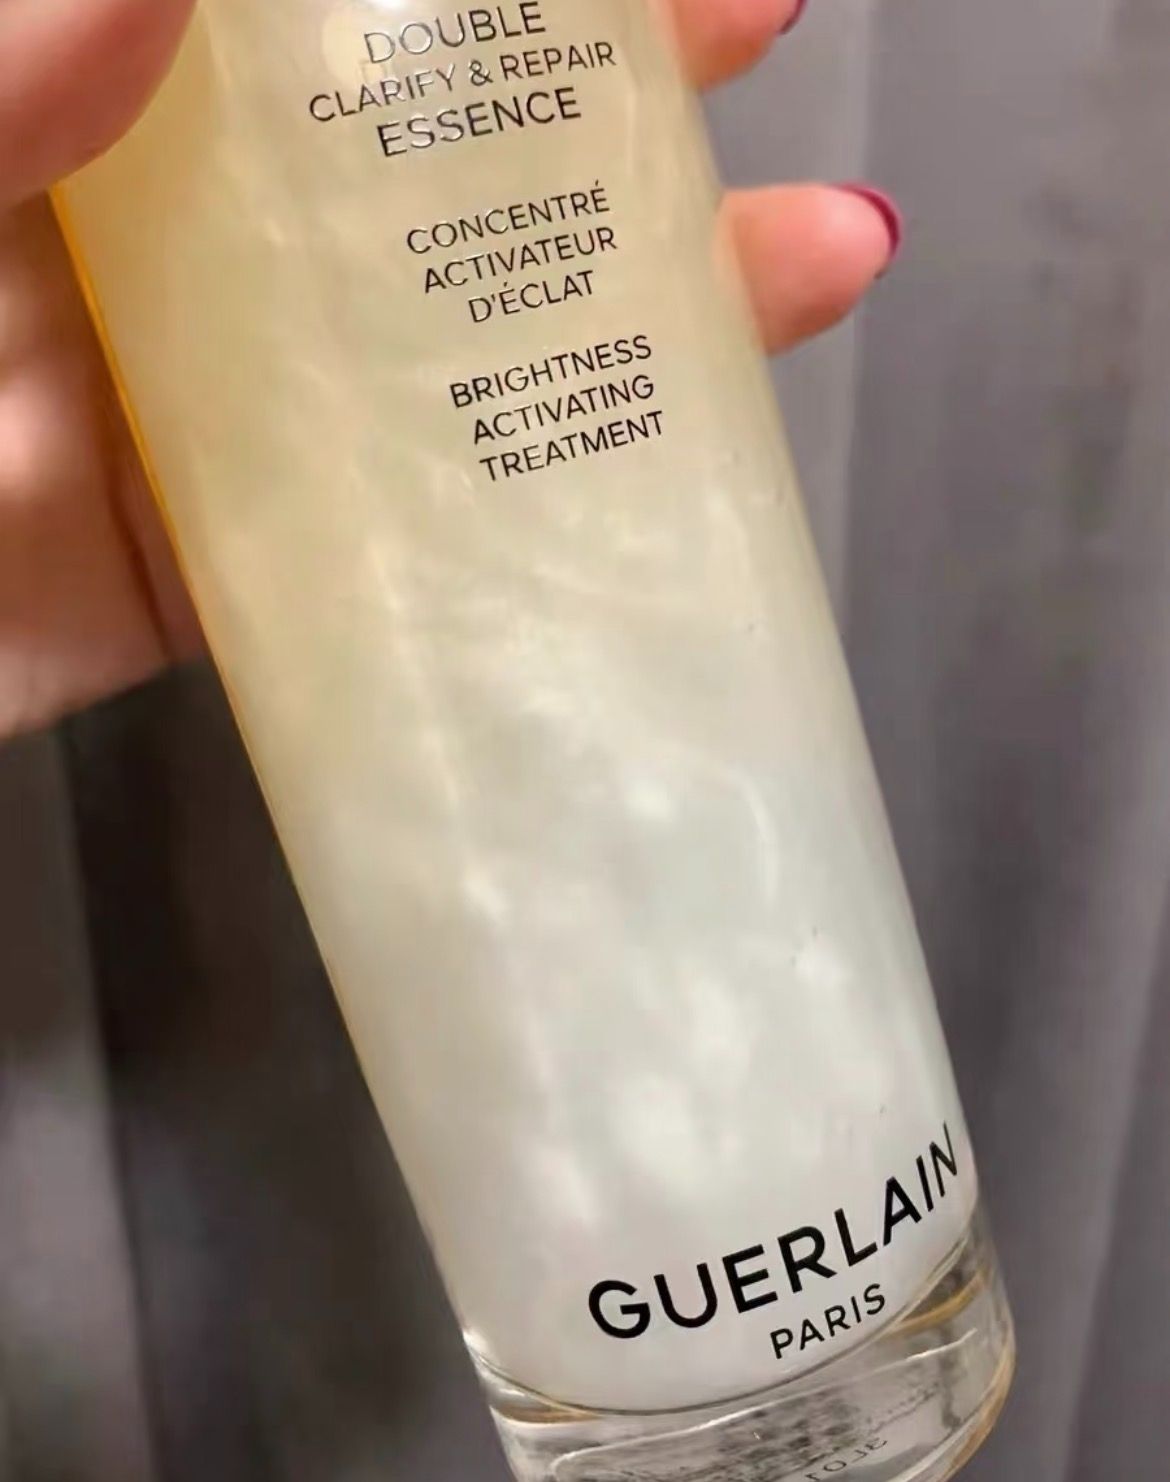 DOUBLE
CLARIFY & REPAIR
ESSENCE
CONCENTRÉ
ACTIVATEUR
D'ÉCLAT
BRIGHTNESS
ACTIVATING
TREATMENT
GUERLAIN
PARIS